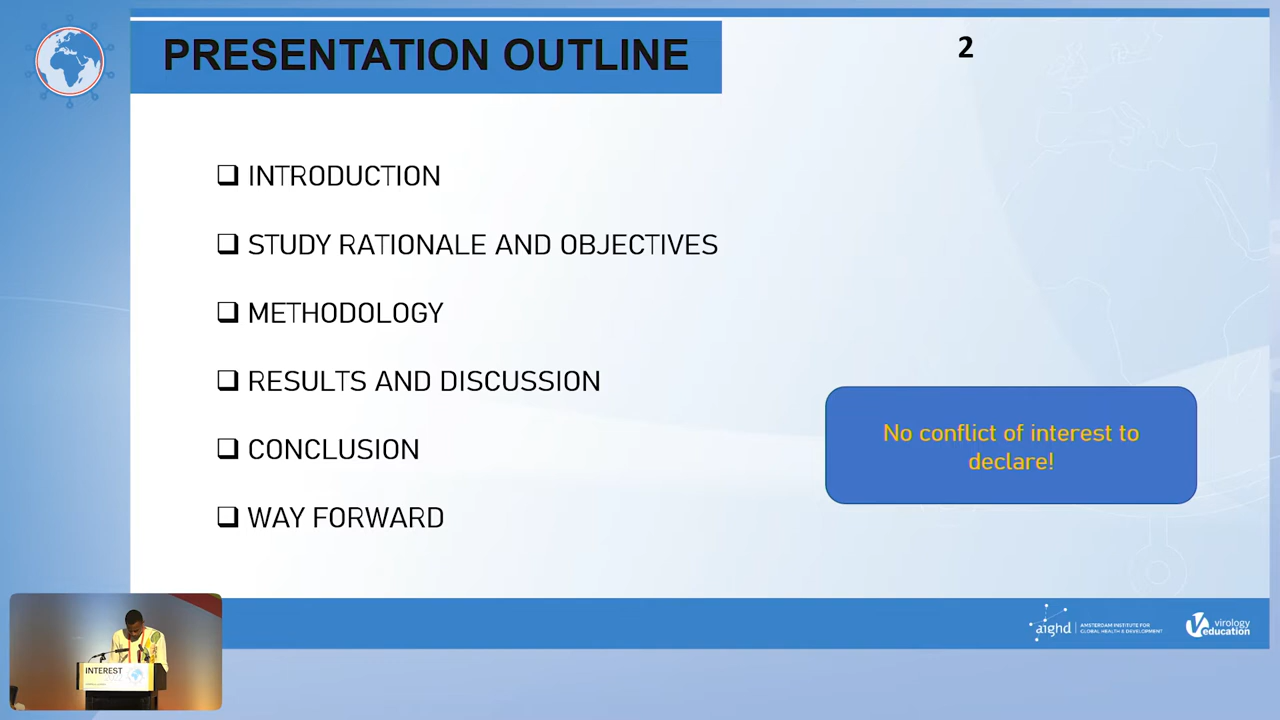 PRESENTATION OUTLINE
2
❑ INTRODUCTION
❑ STUDY RATIONALE AND OBJECTIVES
❑ METHODOLOGY
❑ RESULTS AND DISCUSSION
❑ CONCLUSION
❑ WAY FORWARD
No conflict of interest to
declare!
INTEREST
aighd
AMSTERDAM INSTITUTE FOR
GLOBAL HEALTH & DEVELOPMENT
virology
education